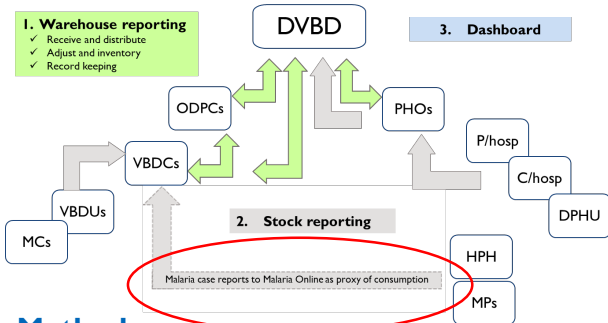 1. Warehouse reporting
✓ Receive and distribute
✓ Adjust and inventory
✓ Record keeping
DVBD
3. Dashboard
ODPCs
PHOs
P/hosp
VBDCs
C/hosp
VBDUs
DPHU
2. Stock reporting
MCs
HPH
Malaria case reports to Malaria Online as proxy of consumption
MPs